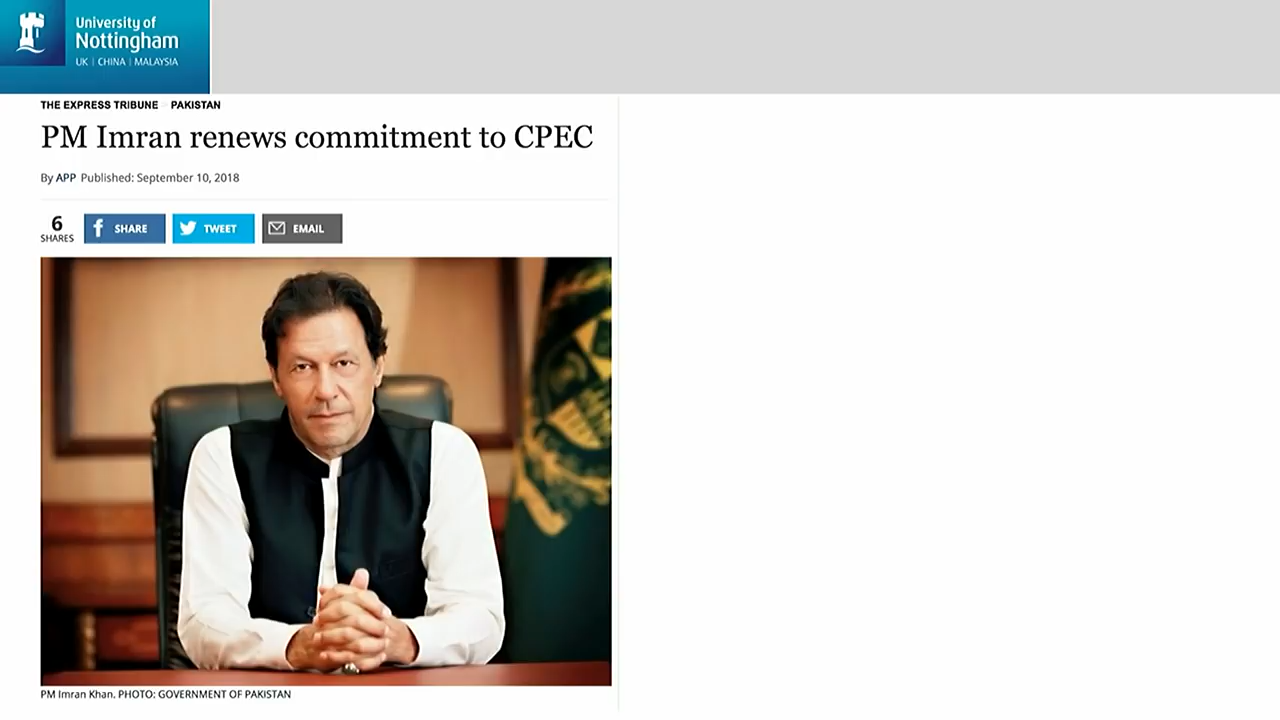 University of
Nottingham
UK | CHINA | MALAYSIA
THE EXPRESS TRIBUNE PAKISTAN
PM Imran renews commitment to CPEC
By APP Published: September 10, 2018
6
SHARES
SHARE
TWEET
EMAIL
PM Imran Khan. PHOTO: GOVERNMENT OF PAKISTAN